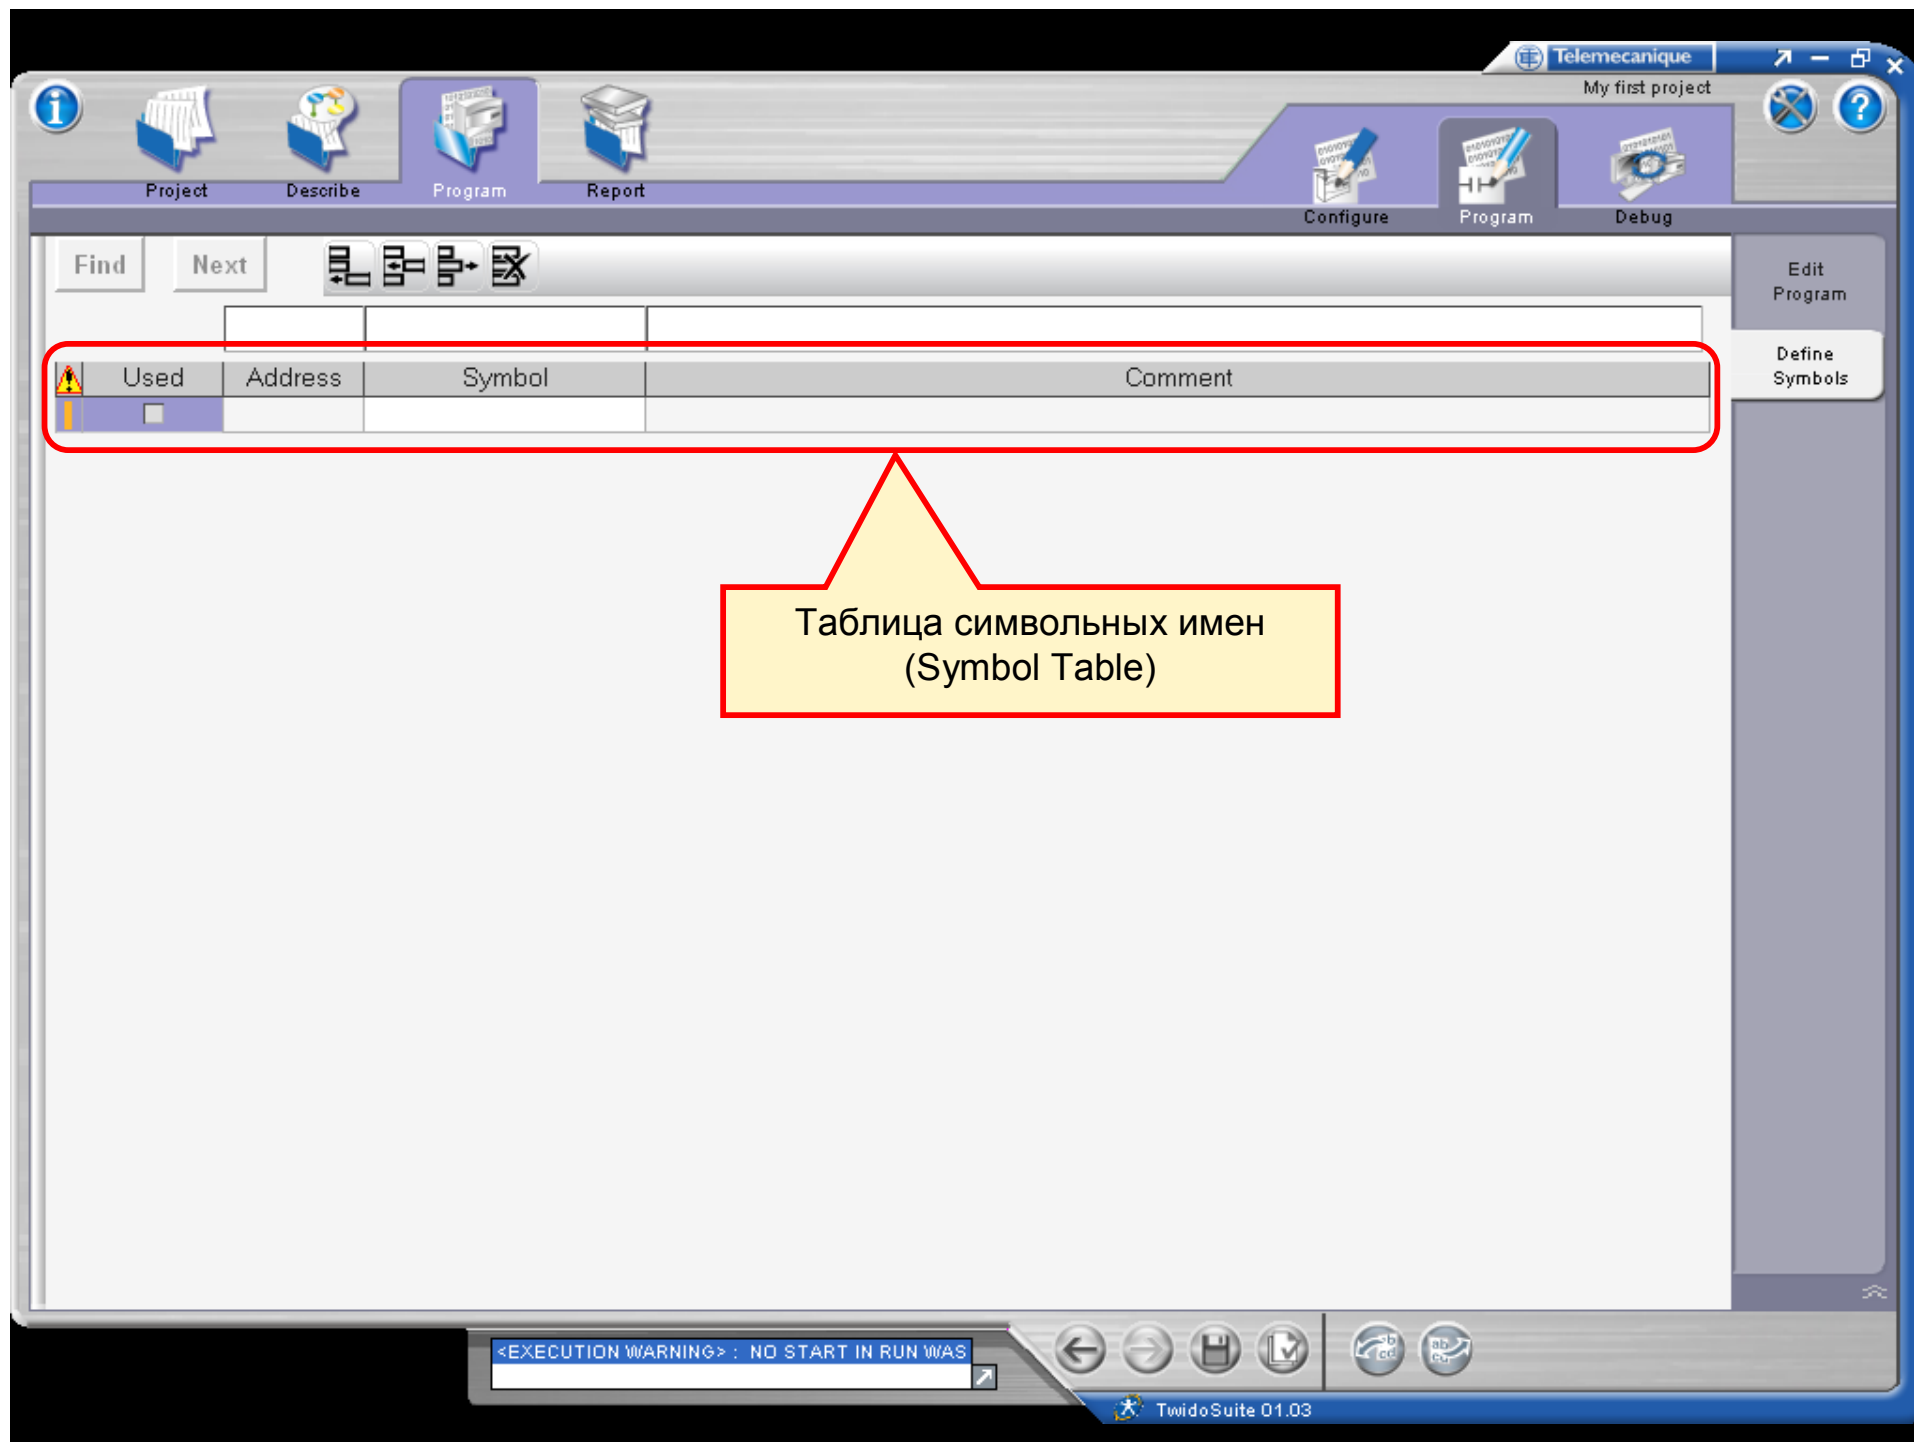 Telemecanique
My first project
Project
Describe
Program
Report
Configure
Program
Debug
Find
Next
Edit
Program
Define
Symbols
Used
Address
Symbol
Comment
Таблица символьных имен
(Symbol Table)
<EXECUTION WARNING> : NO START IN RUN WAS
TwidoSuite 01.03